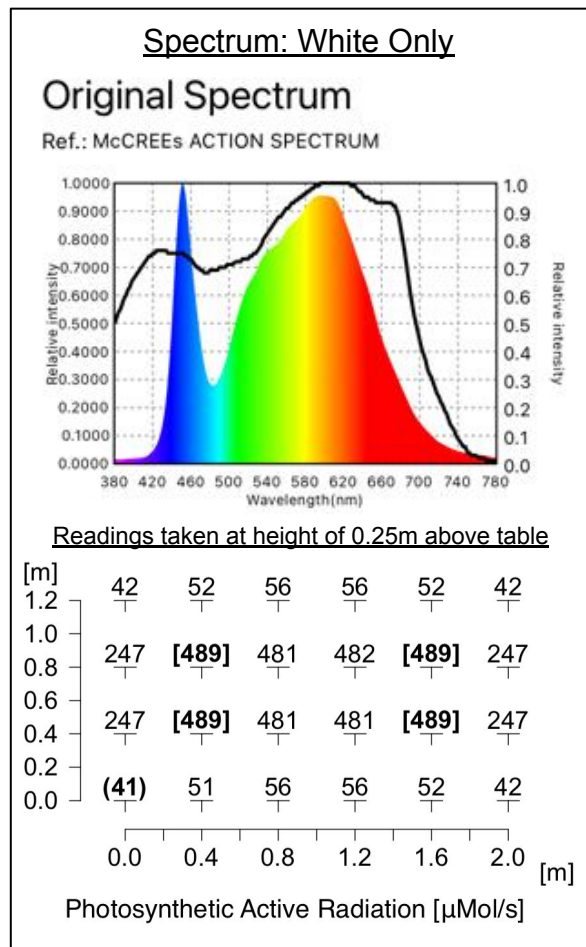 Spectrum: White Only
Original Spectrum
Ref.: McCREEs ACTION SPECTRUM
1.0000 1.0
0.9000 0.9
0.8000 0.8
0.7000 0.7
0.6000 0.6
0.5000 0.5
0.4000 0.4
0.3000 0.3
0.2000 0.2
0.1000 0.1
0.0000 0.0
Relative intensity
Relative intensity
380 420 460 500 540 580 620 660 700 740 780
Wavelength(nm)
Readings taken at height of 0.25m above table
[m]
42 52 56 56 52 42
1.2
1.0
247 [489] 481 482 [489] 247
0.8
0.6
247 [489] 481 481 [489] 247
0.4
0.2
(41) 51 56 56 52 42
0.0
0.0 0.4 0.8 1.2 1.6 2.0
[m]
Photosynthetic Active Radiation [µMol/s]